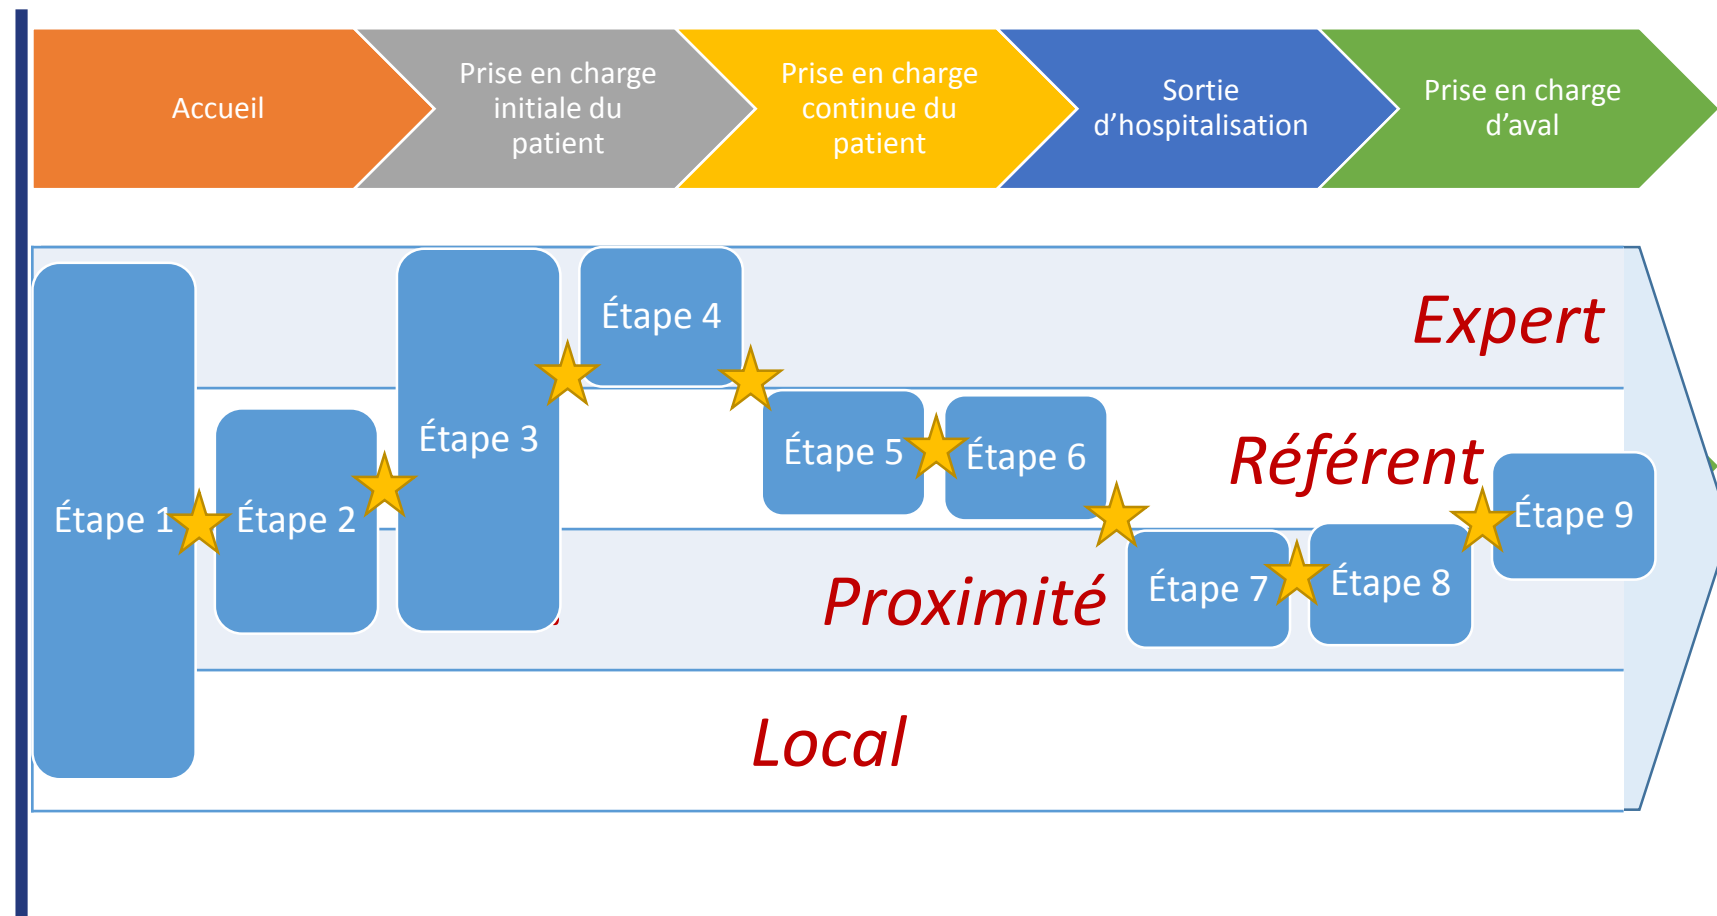 Accueil
Prise en charge
initiale du
patient
Prise en charge
continue du
patient
Sortie
d’hospitalisation
Prise en charge
d’aval
Expert
Référent
Proximité
Local
Étape 1
Étape 2
Étape 3
Étape 4
Étape 5
Étape 6
Étape 7
Étape 8
Étape 9